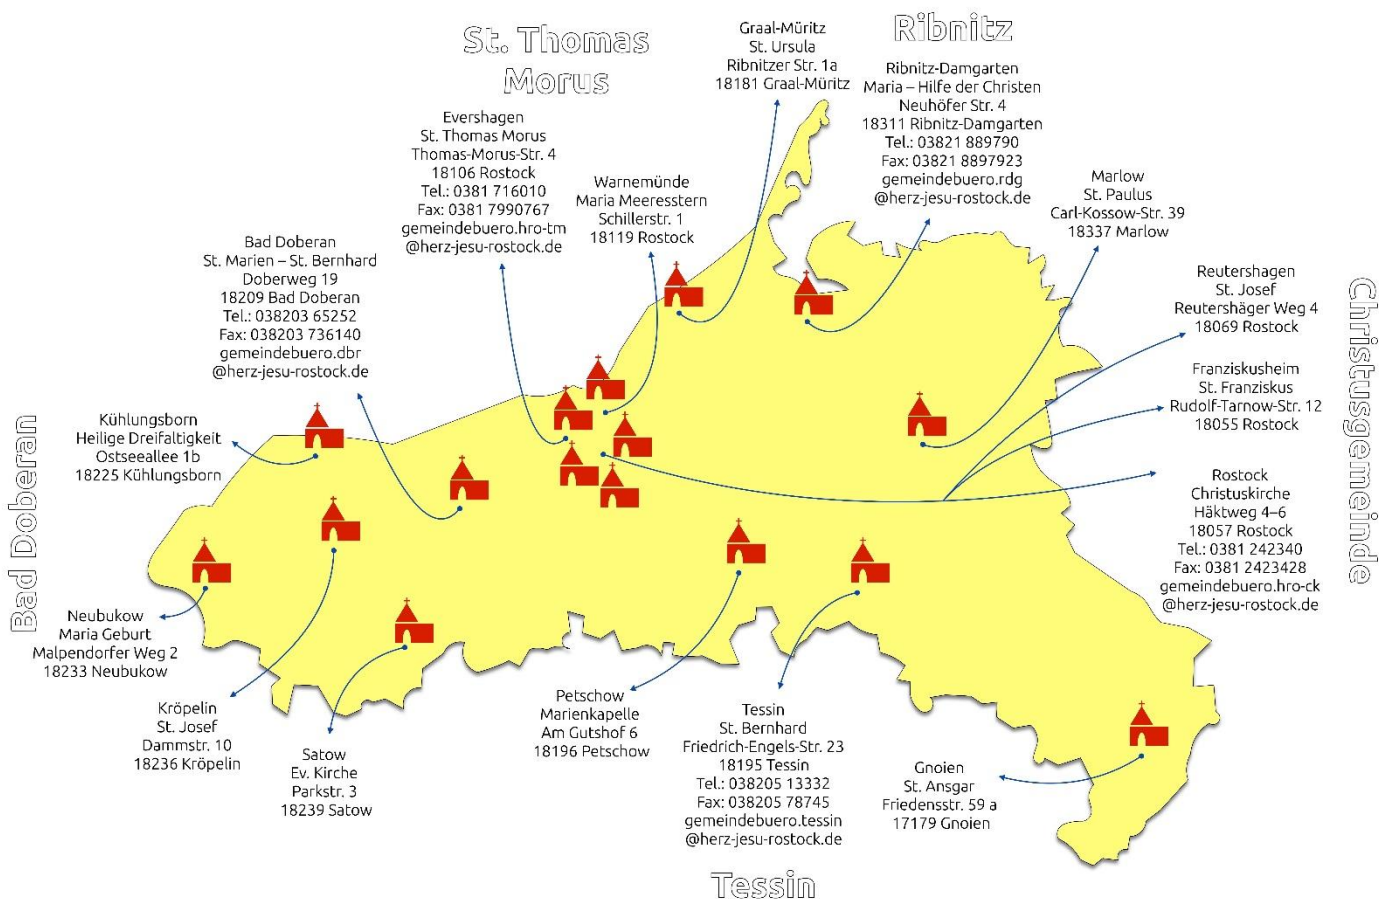 St. Thomas
Morus
Ribnitz
Graal-Müritz
St. Ursula
Ribnitzer Str. 1a
18181 Graal-Müritz
Ribnitz-Damgarten
Maria – Hilfe der Christen
Neuhöfer Str. 4
18311 Ribnitz-Damgarten
Tel.: 03821 889790
Fax: 03821 8897923
gemeindebuero.rdg
@herz-jesu-rostock.de
Evershagen
St. Thomas Morus
Thomas-Morus-Str. 4
18106 Rostock
Tel.: 0381 716010
Fax: 0381 7990767
gemeindebuero.hro-tm
@herz-jesu-rostock.de
Warnemünde
Maria Meeresstern
Schillerstr. 1
18119 Rostock
Marlow
St. Paulus
Carl-Kossow-Str. 39
18337 Marlow
Bad Doberan
St. Marien – St. Bernhard
Doberweg 19
18209 Bad Doberan
Tel.: 038203 65252
Fax: 038203 736140
gemeindebuero.dbr
@herz-jesu-rostock.de
Reutershagen
St. Josef
Reutershäger Weg 4
18069 Rostock
Franziskusheim
St. Franziskus
Rudolf-Tarnow-Str. 12
18055 Rostock
Rostock
Christuskirche
Häktweg 4–6
18057 Rostock
Tel.: 0381 242340
Fax: 0381 2423428
gemeindebuero.hro-ck
@herz-jesu-rostock.de
Christusgemeinde
Bad Doberan
Kühlungsborn
Heilige Dreifaltigkeit
Ostseeallee 1b
18225 Kühlungsborn
Neubukow
Maria Geburt
Malpendorfer Weg 2
18233 Neubukow
Kröpelin
St. Josef
Dammstr. 10
18236 Kröpelin
Satow
Ev. Kirche
Parkstr. 3
18239 Satow
Petschow
Marienkapelle
Am Gutshof 6
18196 Petschow
Tessin
St. Bernhard
Friedrich-Engels-Str. 23
18195 Tessin
Tel.: 038205 13332
Fax: 038205 78745
gemeindebuero.tessin
@herz-jesu-rostock.de
Gnoien
St. Ansgar
Friedensstr. 59 a
17179 Gnoien
Tessin